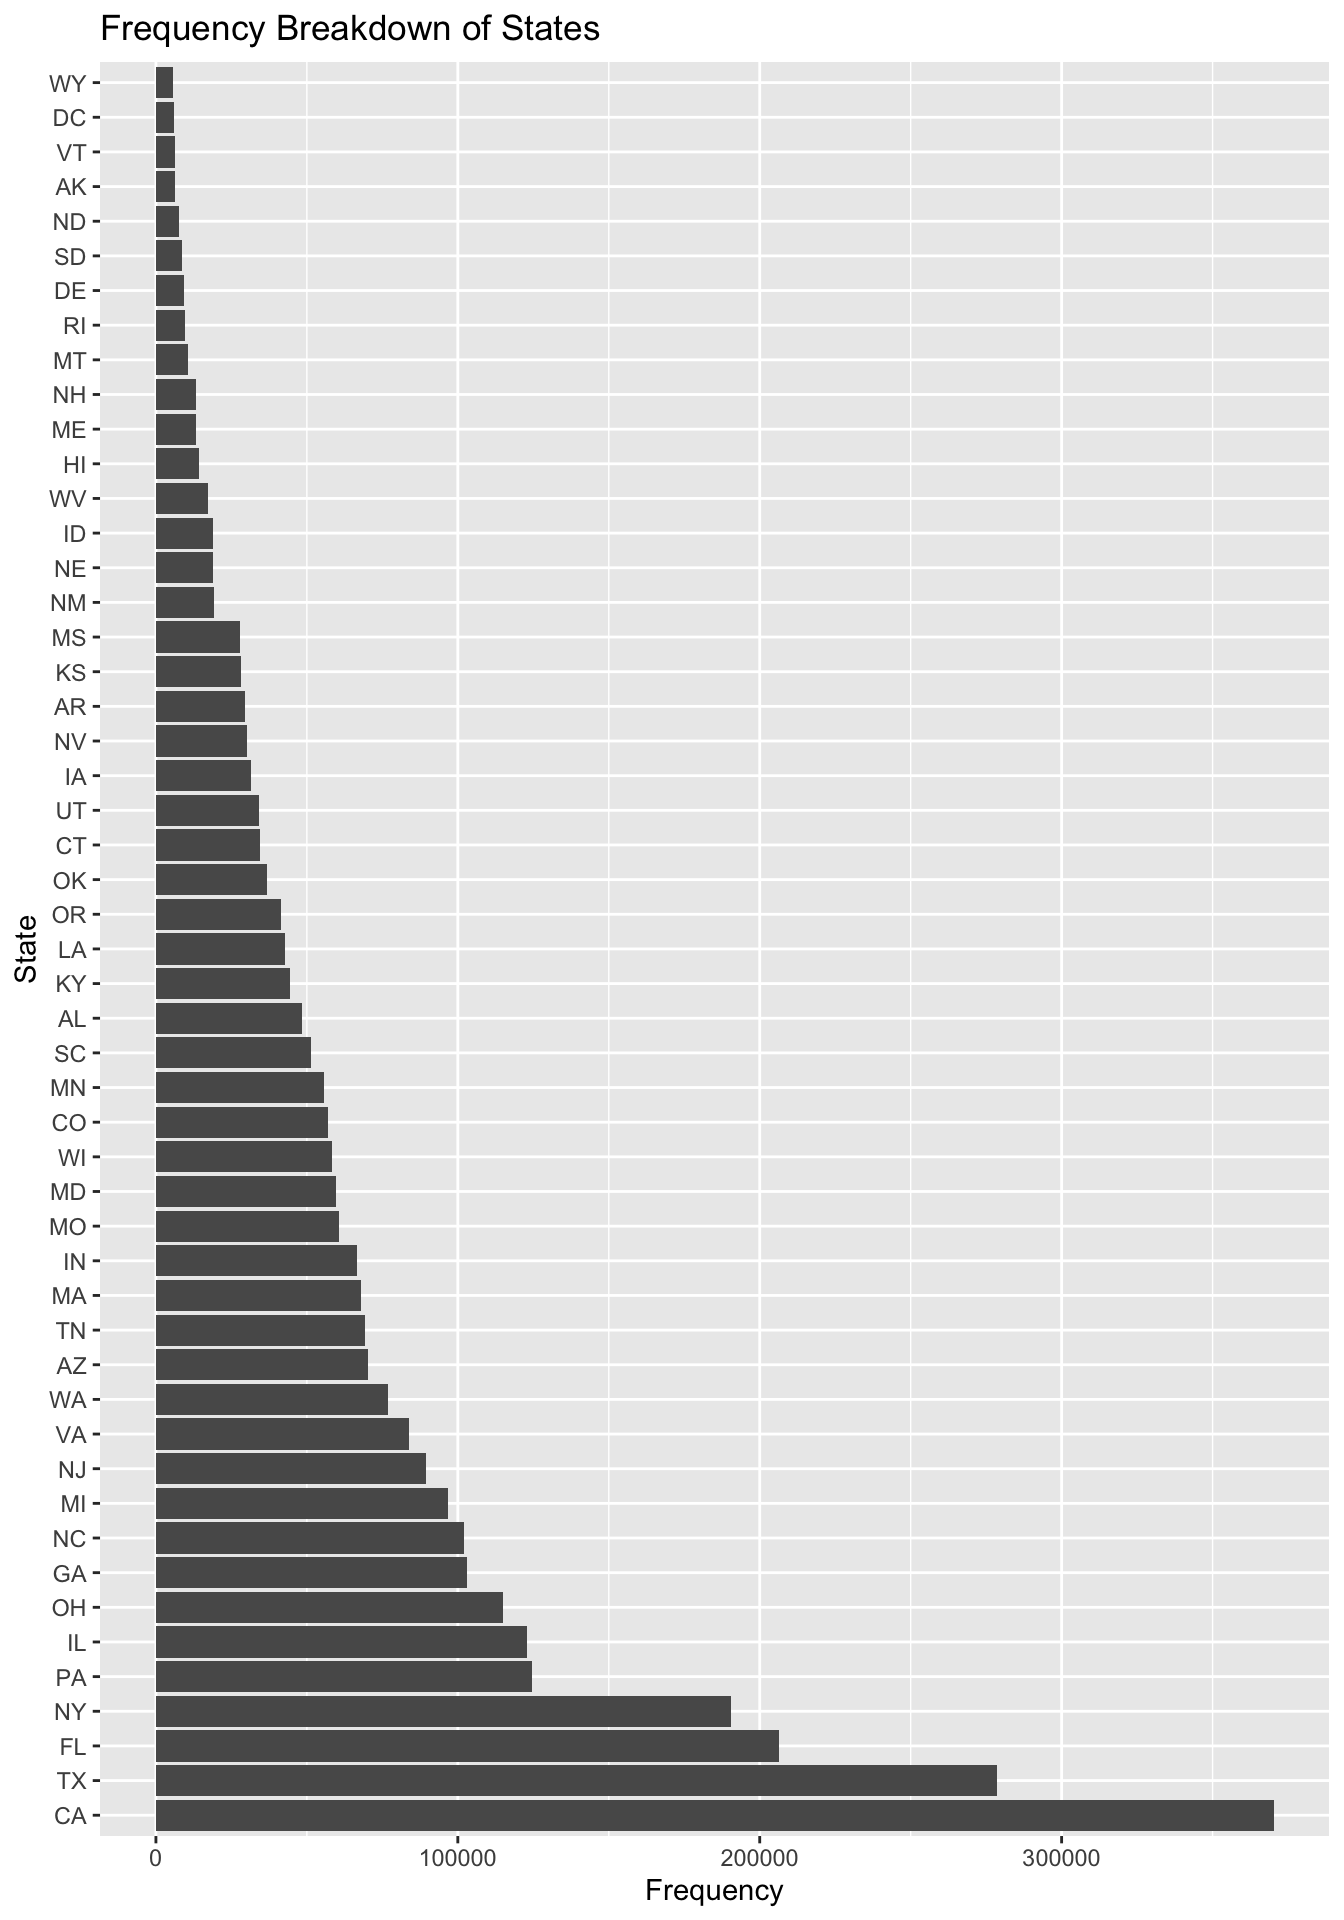 Frequency Breakdown of States
WY
DC
VT
AK
ND
SD
DE
RI
MT
NH
ME
HI
WV
ID
NE
NM
MS
KS
AR
NV
IA
UT
CT
OK
OR
LA
KY
AL
SC
MN
CO
WI
MD
MO
IN
MA
TN
AZ
WA
VA
NJ
MI
NC
GA
OH
IL
PA
NY
FL
TX
CA
State
0 100000 200000 300000
Frequency